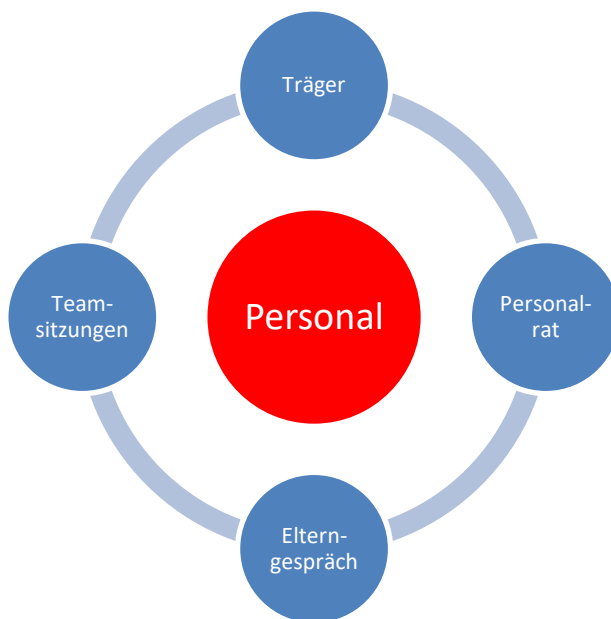 Träger
Team-
sitzungen
Personal
Personal-
rat
Eltern-
gespräch